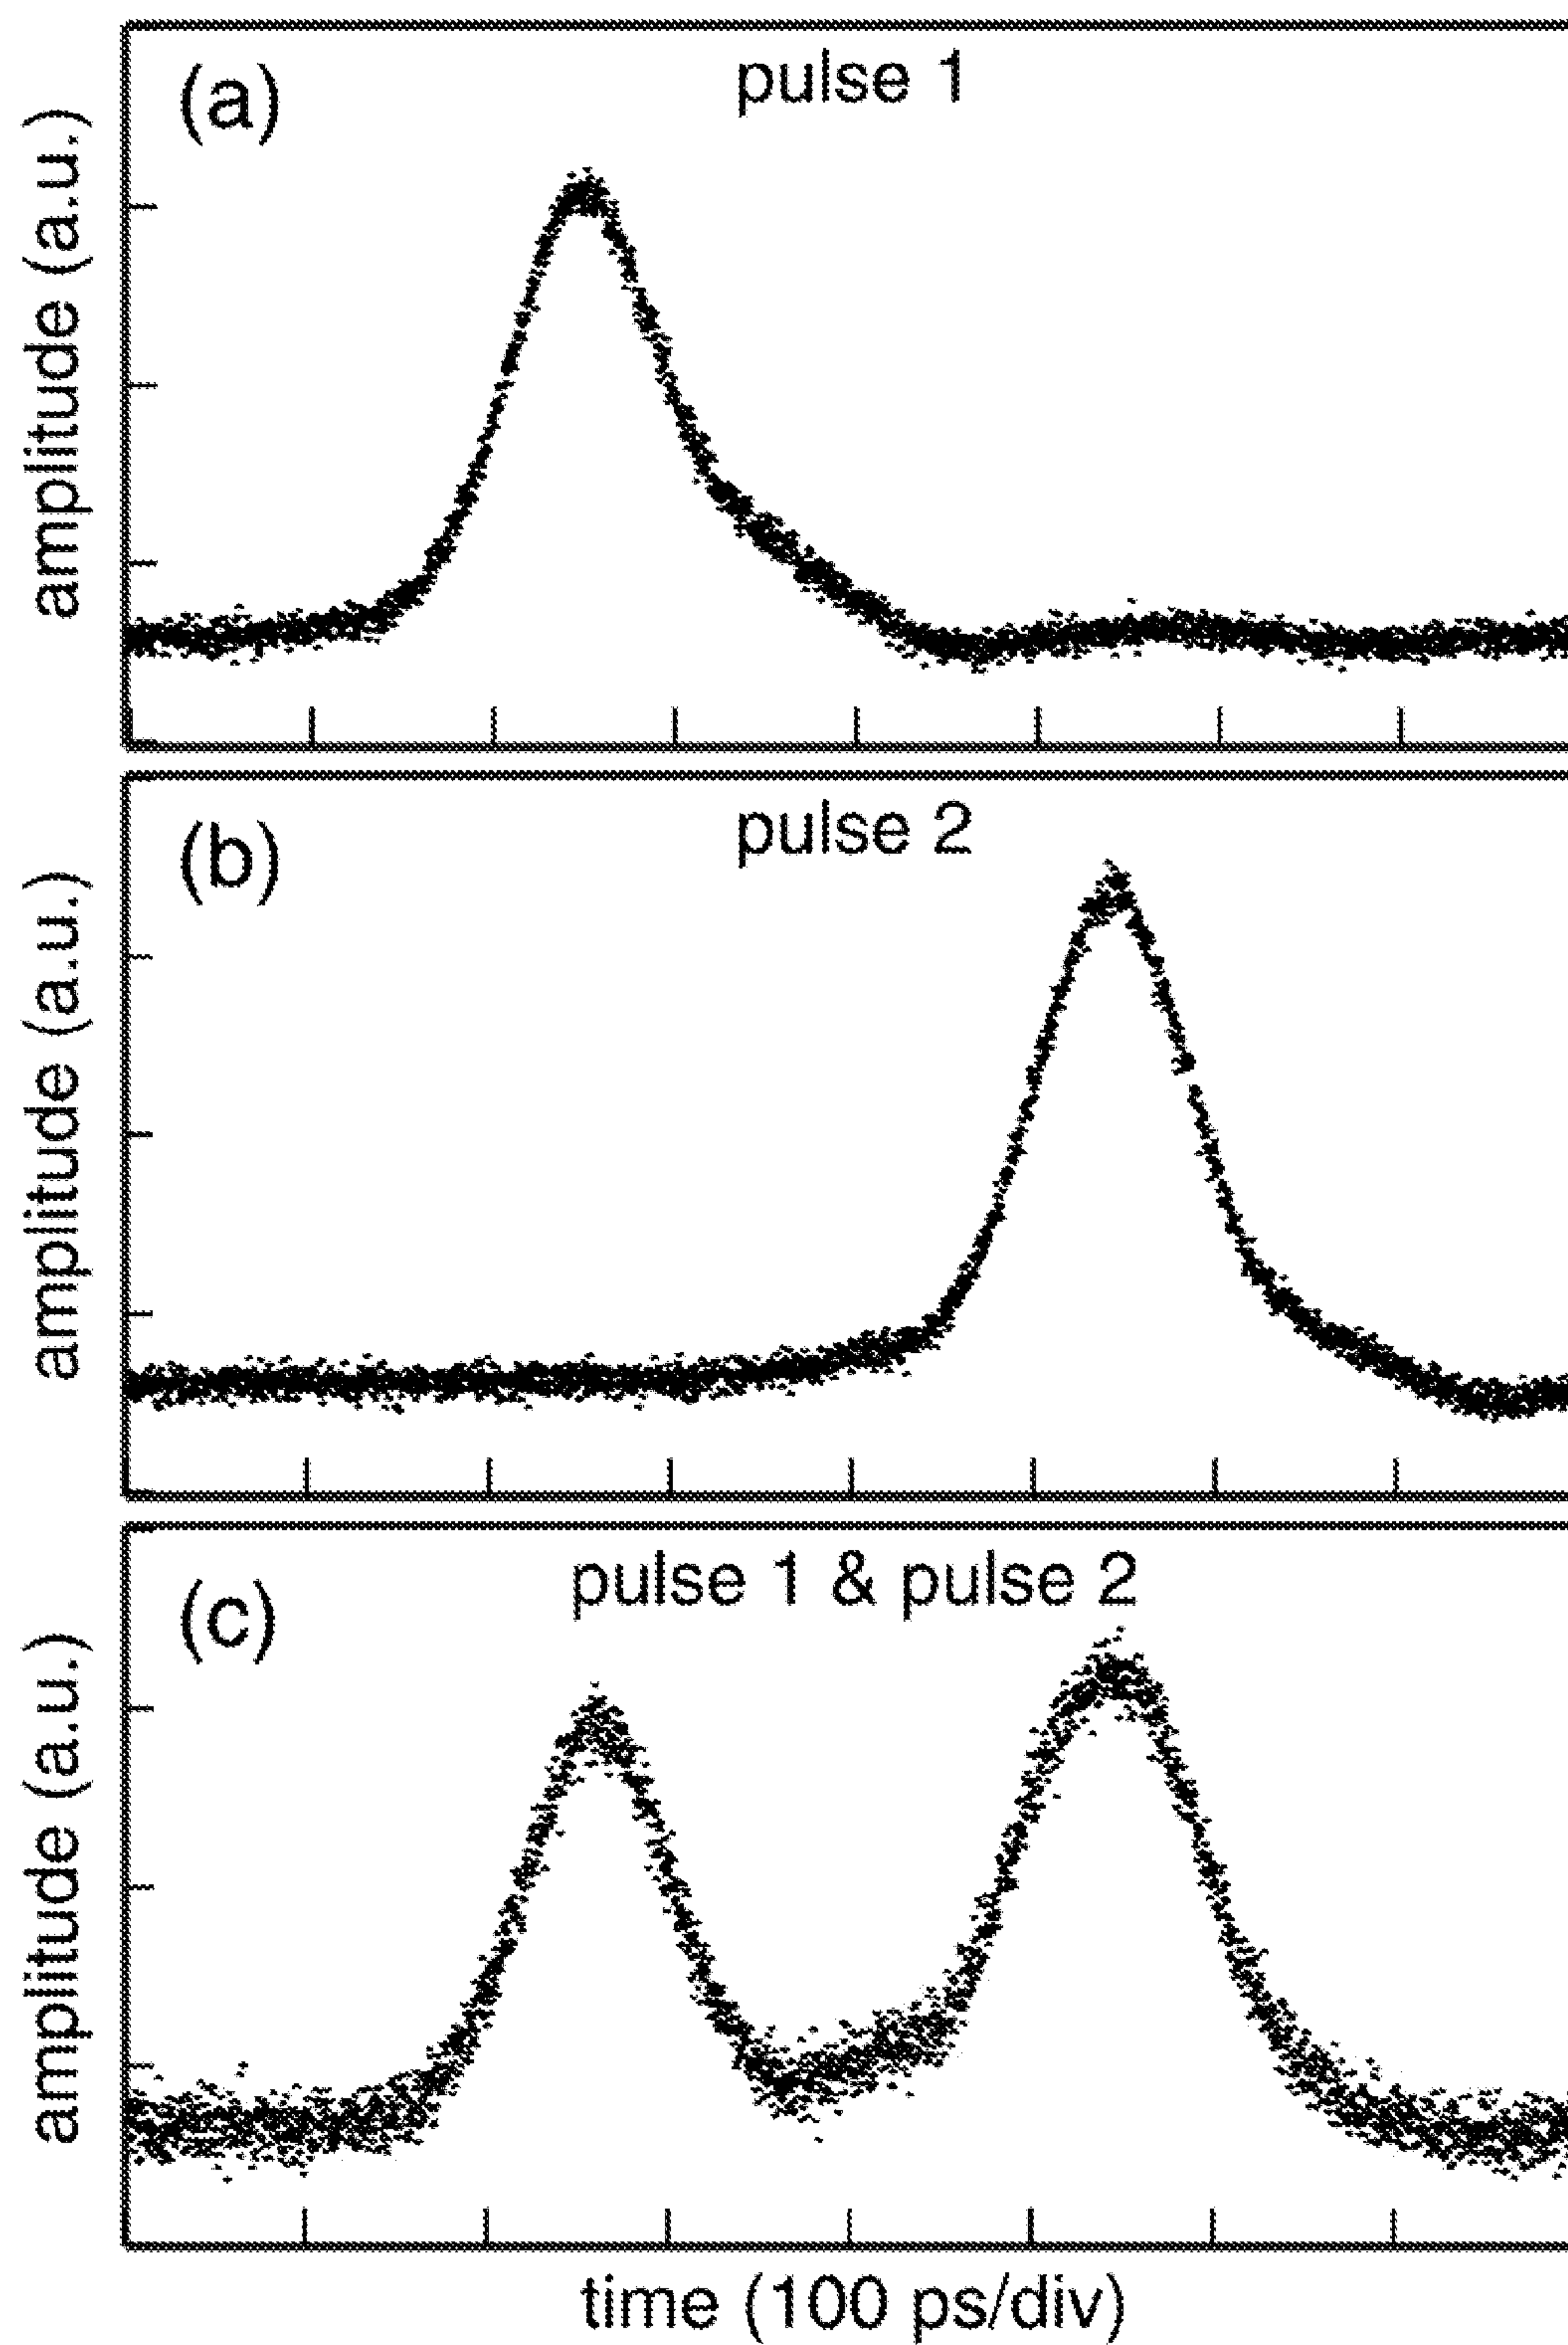 (a)
pulse 1
amplitude (a.u.)
(b)
pulse 2
amplitude (a.u.)
(c)
pulse 1 & pulse 2
amplitude (a.u.)
time (100 ps/div)